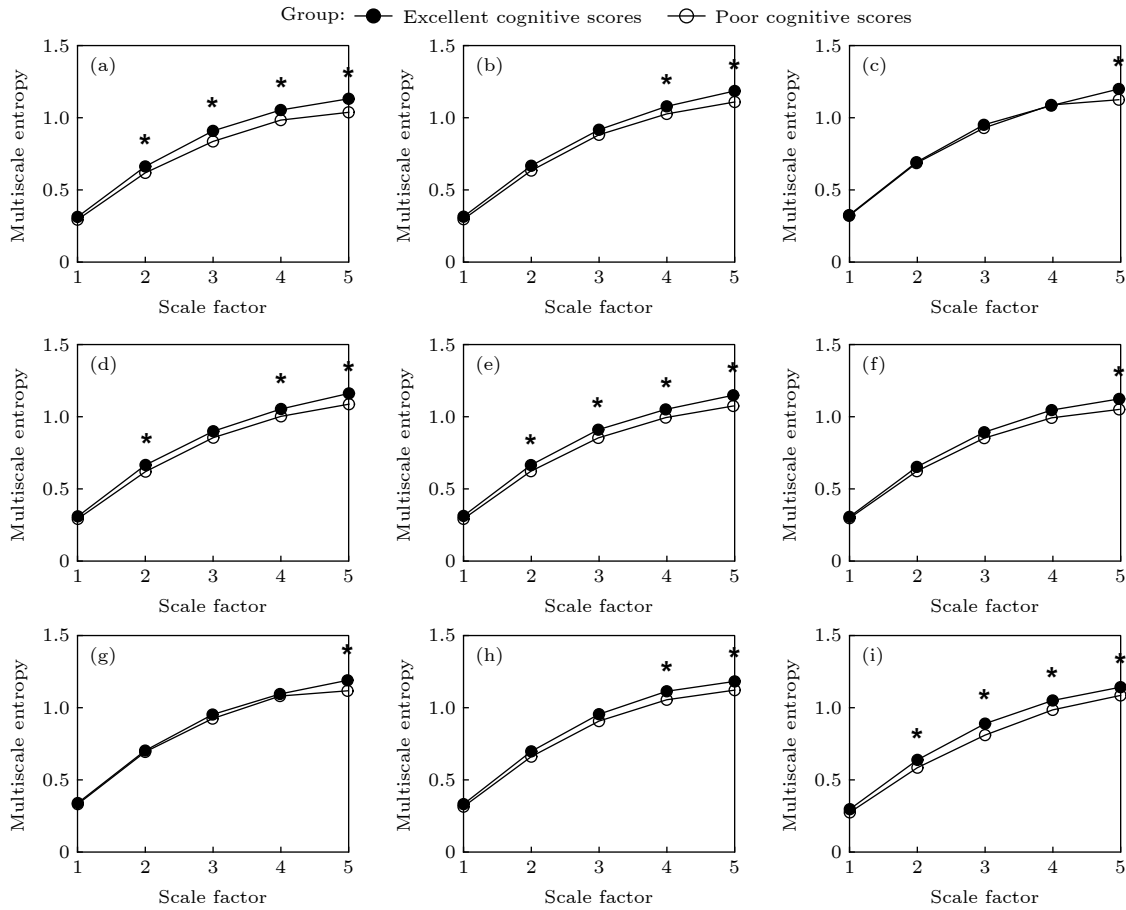 Group: Excellent cognitive scores Poor cognitive scores
(a)
Multiscale entropy
1.5
1.0
0.5
0
* * * *
1 2 3 4 5
Scale factor
(b)
Multiscale entropy
1.5
1.0
0.5
0
* *
1 2 3 4 5
Scale factor
(c)
Multiscale entropy
1.5
1.0
0.5
0
*
1 2 3 4 5
Scale factor
(d)
Multiscale entropy
1.5
1.0
0.5
0
* * *
1 2 3 4 5
Scale factor
(e)
Multiscale entropy
1.5
1.0
0.5
0
* * * *
1 2 3 4 5
Scale factor
(f)
Multiscale entropy
1.5
1.0
0.5
0
*
1 2 3 4 5
Scale factor
(g)
Multiscale entropy
1.5
1.0
0.5
0
*
1 2 3 4 5
Scale factor
(h)
Multiscale entropy
1.5
1.0
0.5
0
* *
1 2 3 4 5
Scale factor
(i)
Multiscale entropy
1.5
1.0
0.5
0
* * * *
1 2 3 4 5
Scale factor